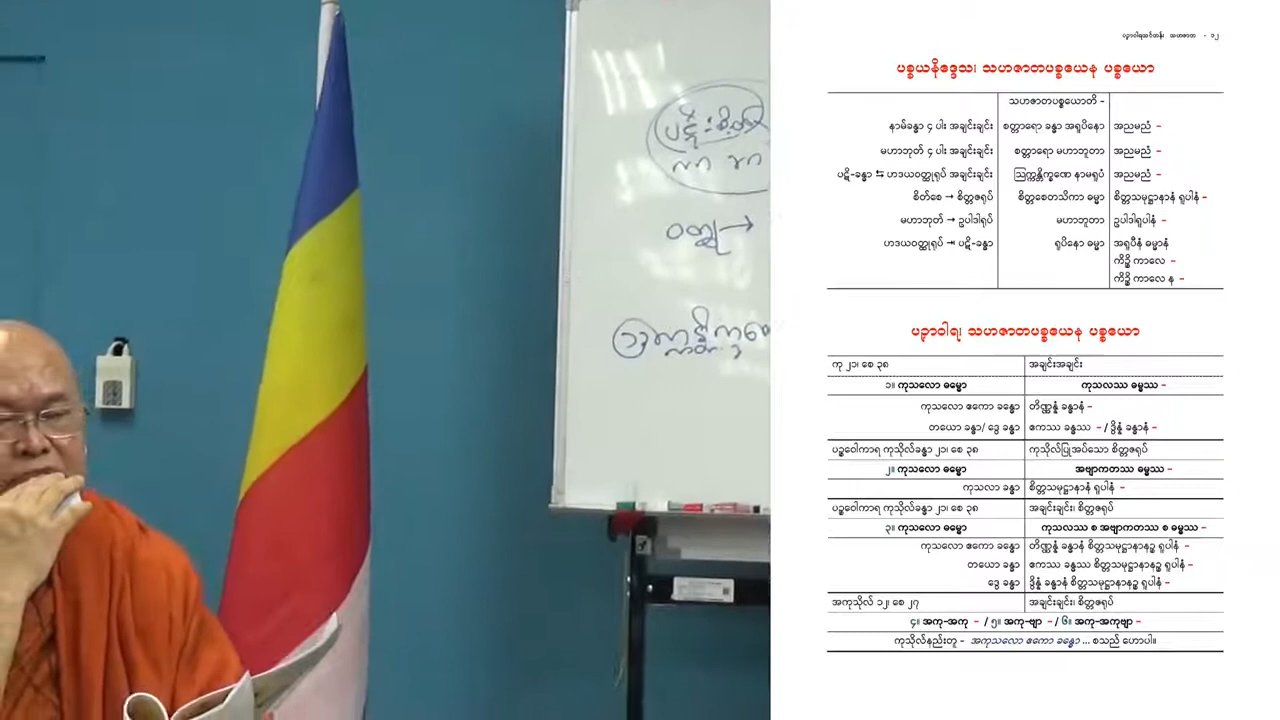 ပဋိ
ဝတ္ထု →
ပဉှာဝါရသင်တန်း သဟဇာတ - ၁၂
ပစ္စယနိဒ္ဒေသ၊ သဟဇာတပစ္စယေန ပစ္စယော
သဟဇာတပစ္စယောတိ -
နာမ်ခန္ဓာ ၄ ပါး အချင်းချင်း စတ္တာရော ခန္ဓာ အရူပိနော အညမညံ -
မဟာဘုတ် ၄ ပါး အချင်းချင်း စတ္တာရော မဟာဘူတာ အညမညံ -
ပဋိ-ခန္ဓာ ⇆ ဟဒယဝတ္ထုရုပ် အချင်းချင်း ဩက္ကန္တိက္ခဏေ နာမရူပံ အညမညံ -
စိတ်စေ → စိတ္တဇရုပ် စိတ္တစေတသိကာ ဓမ္မာ စိတ္တသမုဋ္ဌာနာနံ ရူပါနံ -
မဟာဘုတ် → ဥပါဒါရုပ် မဟာဘူတာ ဥပါဒါရူပါနံ -
ဟဒယဝတ္ထုရုပ် ⇥ ပဋိ-ခန္ဓာ ရူပိနော ဓမ္မာ အရူပီနံ ဓမ္မာနံ
ကိဉ္စိ ကာလေ -
ကိဉ္စိ ကာလေ န -
ပဉှာဝါရ၊ သဟဇာတပစ္စယေန ပစ္စယော
ကု ၂၁၊ စေ ၃၈ အချင်းအချင်း
၁။ ကုသလော ဓမ္မော ကုသလဿ ဓမ္မဿ -
ကုသလော ဧကော ခန္ဓော တိဏ္ဏန္နံ ခန္ဓာနံ -
တယော ခန္ဓာ/ ဒွေ ခန္ဓာ ဧကဿ ခန္ဓဿ - / ဒွိန္နံ ခန္ဓာနံ -
ပဉ္စဝေါကာရ ကုသိုလ်ခန္ဓာ ၂၁၊ စေ ၃၈ ကုသိုလ်ပြုအပ်သော စိတ္တဇရုပ်
၂။ ကုသလော ဓမ္မော အဗျာကတဿ ဓမ္မဿ -
ကုသလာ ခန္ဓာ စိတ္တသမုဋ္ဌာနာနံ ရူပါနံ -
ပဉ္စဝေါကာရ ကုသိုလ်ခန္ဓာ ၂၁၊ စေ ၃၈ အချင်းချင်း၊ စိတ္တဇရုပ်
၃။ ကုသလော ဓမ္မော ကုသလဿ စ အဗျာကတဿ စ ဓမ္မဿ -
ကုသလော ဧကော ခန္ဓော တိဏ္ဏန္နံ ခန္ဓာနံ စိတ္တသမုဋ္ဌာနာနဉ္စ ရူပါနံ -
တယော ခန္ဓာ ဧကဿ ခန္ဓဿ စိတ္တသမုဋ္ဌာနာနဉ္စ ရူပါနံ -
ဒွေ ခန္ဓာ ဒွိန္နံ ခန္ဓာနံ စိတ္တသမုဋ္ဌာနာနဉ္စ ရူပါနံ -
အကုသိုလ် ၁၂၊ စေ ၂၇ အချင်းချင်း၊ စိတ္တဇရုပ်
၄။ အကု-အကု - / ၅။ အကု-ဗျာ - / ၆။ အကု-အကုဗျာ -
ကုသိုလ်နည်းတူ - အကုသလော ဧကော ခန္ဓော ... စသည် ဟောပါ။